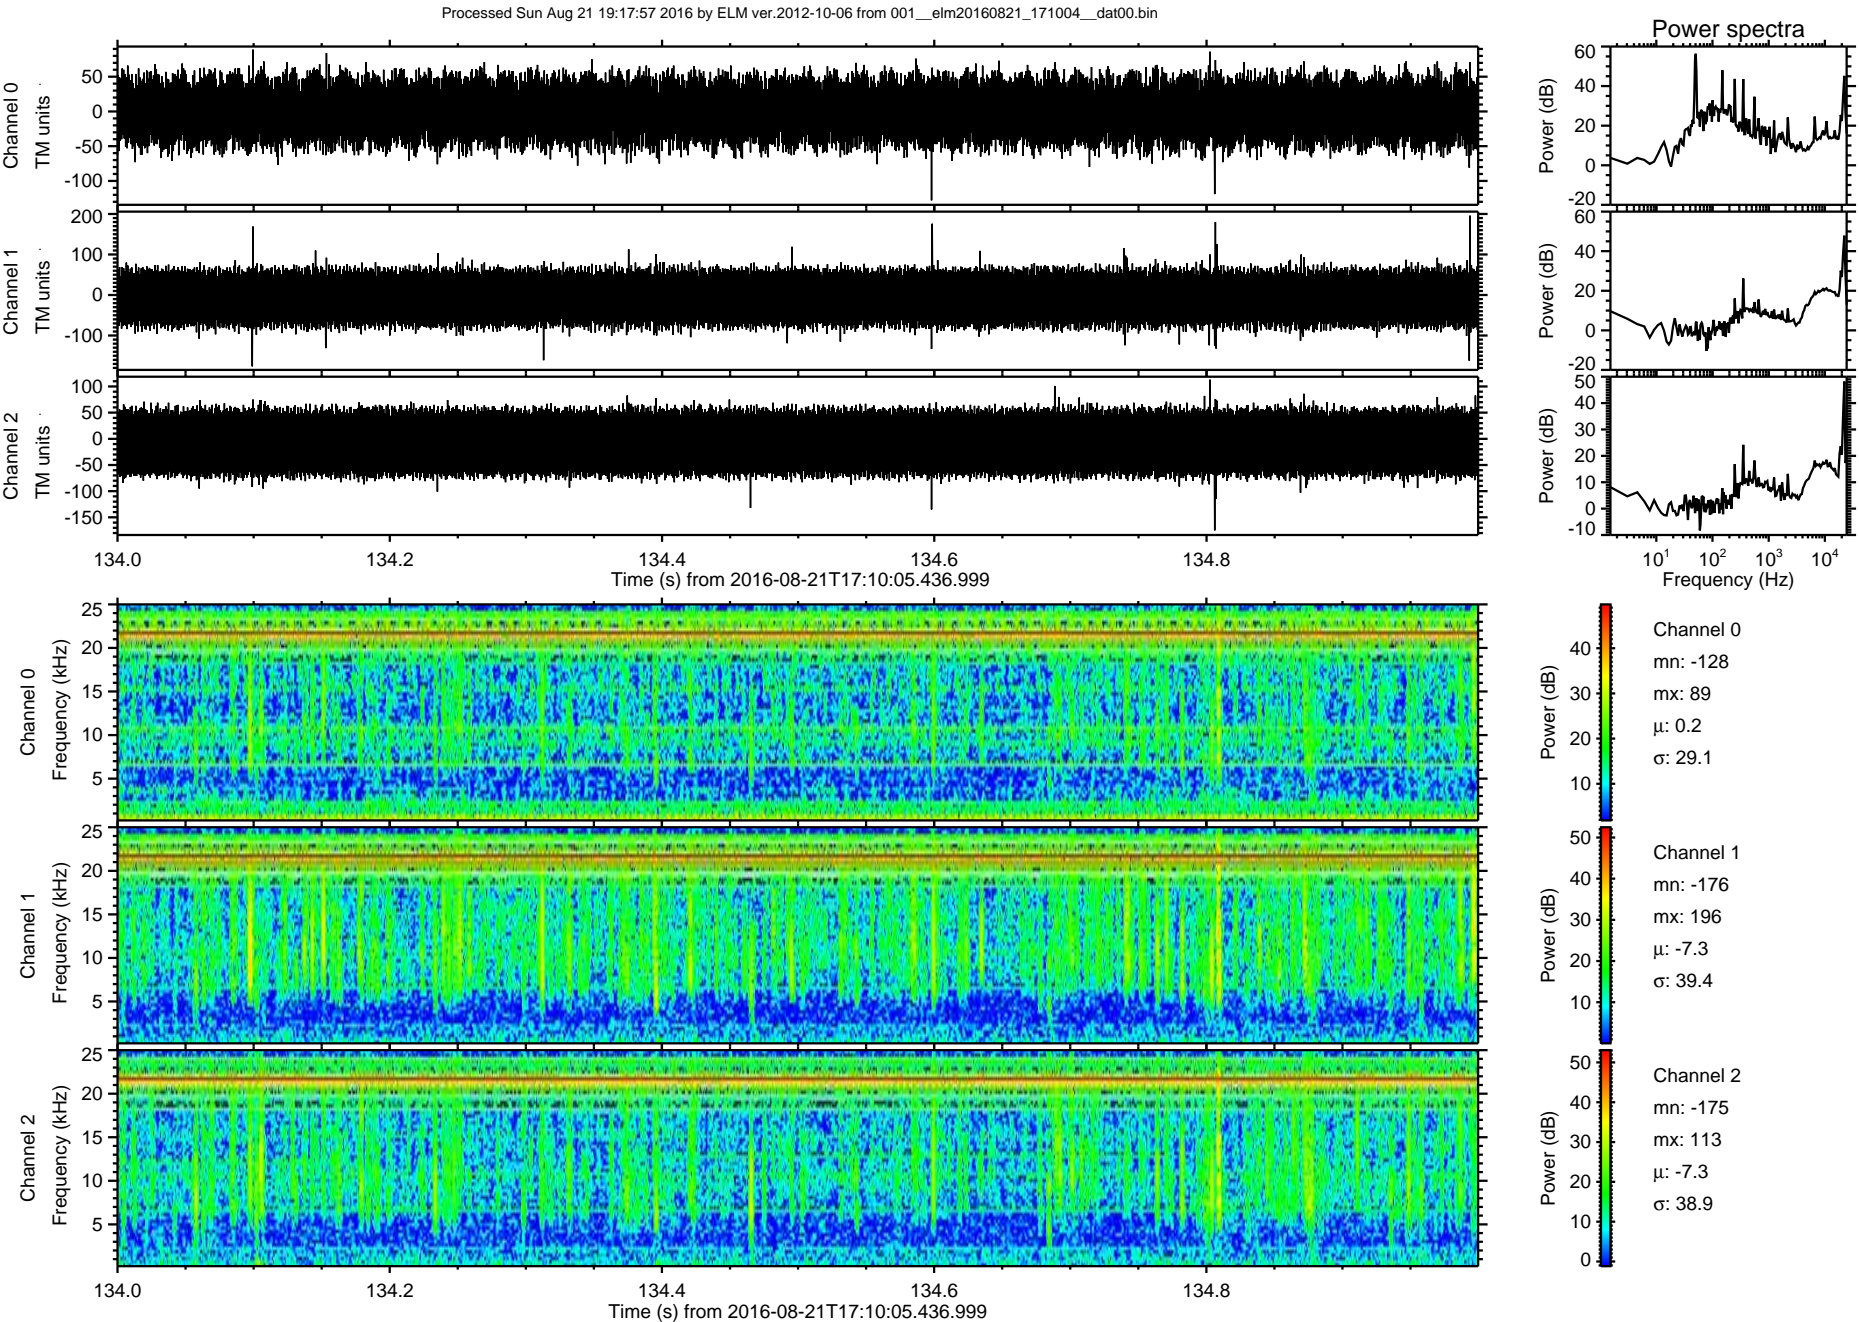 Processed Sun Aug 21 19:17:57 2016 by ELM ver.2012-10-06 from 001__elm20160821_171004__dat00.bin
Power spectra
Channel 0
TM units
50
0
-50
-100
Power (dB)
60
40
20
0
-20
Channel 1
TM units
200
100
0
-100
Power (dB)
60
40
20
0
-20
Channel 2
TM units
100
50
0
-50
-100
-150
Power (dB)
50
40
30
20
10
0
-10
134.0 134.2 134.4 134.6 134.8
Time (s) from 2016-08-21T17:10:05.436.999
10¹ 10² 10³ 10⁴
Frequency (Hz)
Channel 0
Frequency (kHz)
25
20
15
10
5
Power (dB)
40
30
20
10
Channel 0
mn: -128
mx: 89
μ: 0.2
σ: 29.1
Channel 1
Frequency (kHz)
25
20
15
10
5
Power (dB)
50
40
30
20
10
Channel 1
mn: -176
mx: 196
μ: -7.3
σ: 39.4
Channel 2
Frequency (kHz)
25
20
15
10
5
Power (dB)
50
40
30
20
10
0
Channel 2
mn: -175
mx: 113
μ: -7.3
σ: 38.9
134.0 134.2 134.4 134.6 134.8
Time (s) from 2016-08-21T17:10:05.436.999